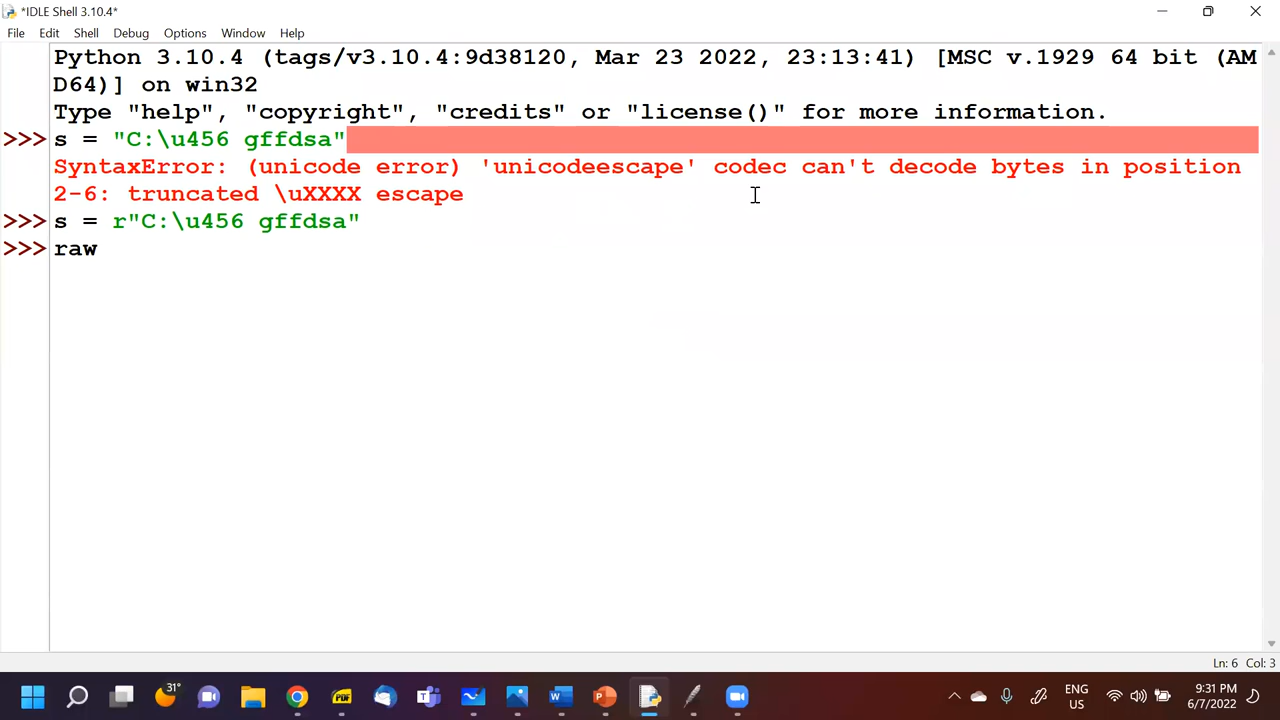 *IDLE Shell 3.10.4*
File Edit Shell Debug Options Window Help
Python 3.10.4 (tags/v3.10.4:9d38120, Mar 23 2022, 23:13:41) [MSC v.1929 64 bit (AM
D64)] on win32
Type "help", "copyright", "credits" or "license()" for more information.
>>> s = "C:\u456 gffdsa"
SyntaxError: (unicode error) 'unicodeescape' codec can't decode bytes in position
2-6: truncated \uXXXX escape
>>> s = r"C:\u456 gffdsa"
>>> raw
Ln: 6 Col: 3
31°
PDF
ENG
US
9:31 PM
6/7/2022